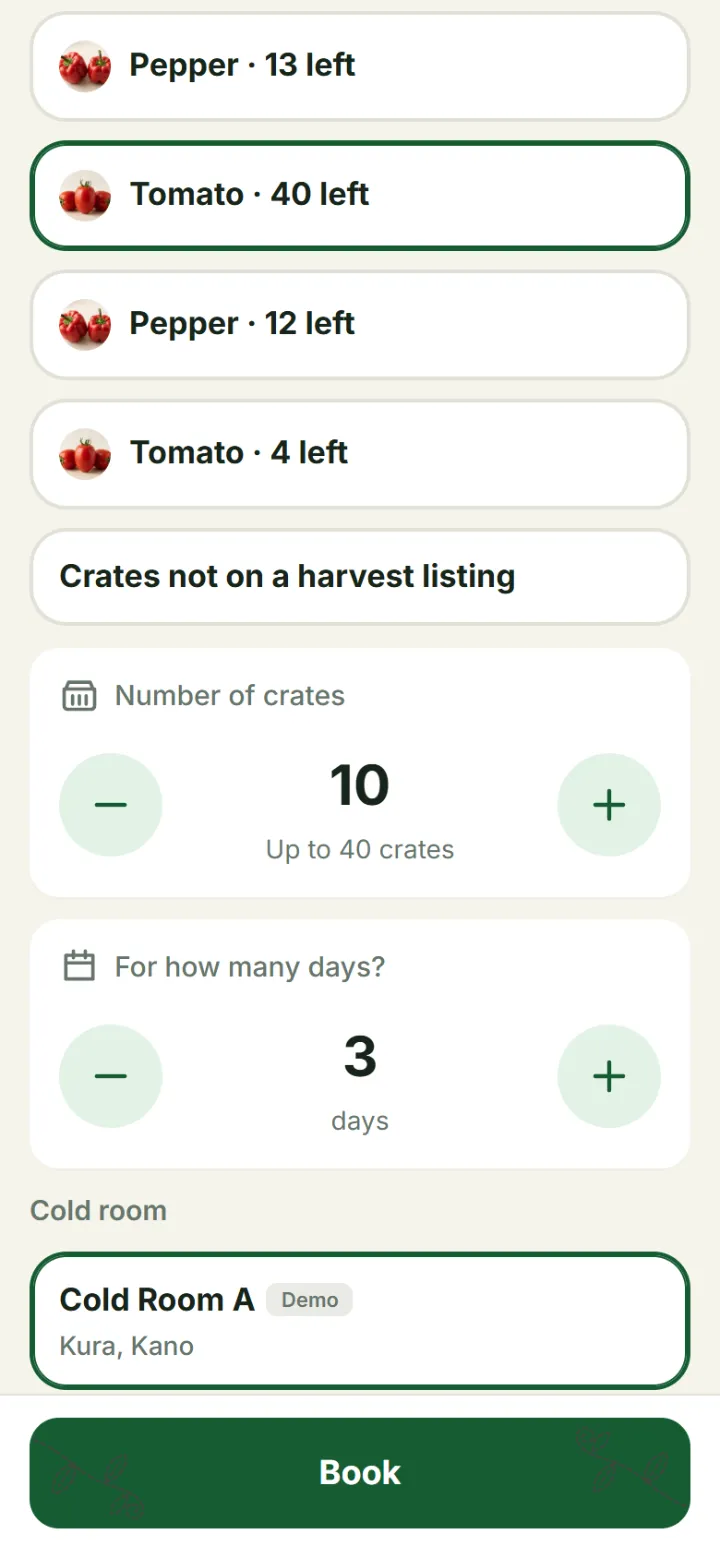 Pepper · 13 left
Tomato · 40 left
Pepper · 12 left
Tomato · 4 left
Crates not on a harvest listing
Number of crates
10
Up to 40 crates
For how many days?
3
days
Cold room
Cold Room A Demo
Kura, Kano
Book